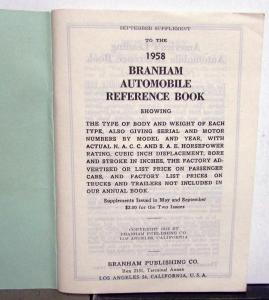 SEPTEMBER SUPPLEMENT
TO THE
1958
BRANHAM
AUTOMOBILE
REFERENCE BOOK
SHOWING
THE TYPE OF BODY AND WEIGHT OF EACH
TYPE, ALSO GIVING SERIAL AND MOTOR
NUMBERS BY MODEL AND YEAR, WITH
ACTUAL N. A. C. C. AND S. A. E. HORSEPOWER
RATING, CUBIC INCH DISPLACEMENT, BORE
AND STROKE IN INCHES, THE FACTORY AD-
VERTISED OR LIST PRICE ON PASSENGER
CARS, AND FACTORY LIST PRICES ON
TRUCKS AND TRAILERS NOT INCLUDED IN
OUR ANNUAL BOOK.
Supplements Issued in May and September
$2.50 for the Two Issues
COPYRIGHT 1958 BY
BRANHAM PUBLISHING CO.
LOS ANGELES, CALIFORNIA
BRANHAM PUBLISHING CO.
Box 2151, Terminal Annex
LOS ANGELES 54, CALIFORNIA, U. S. A.